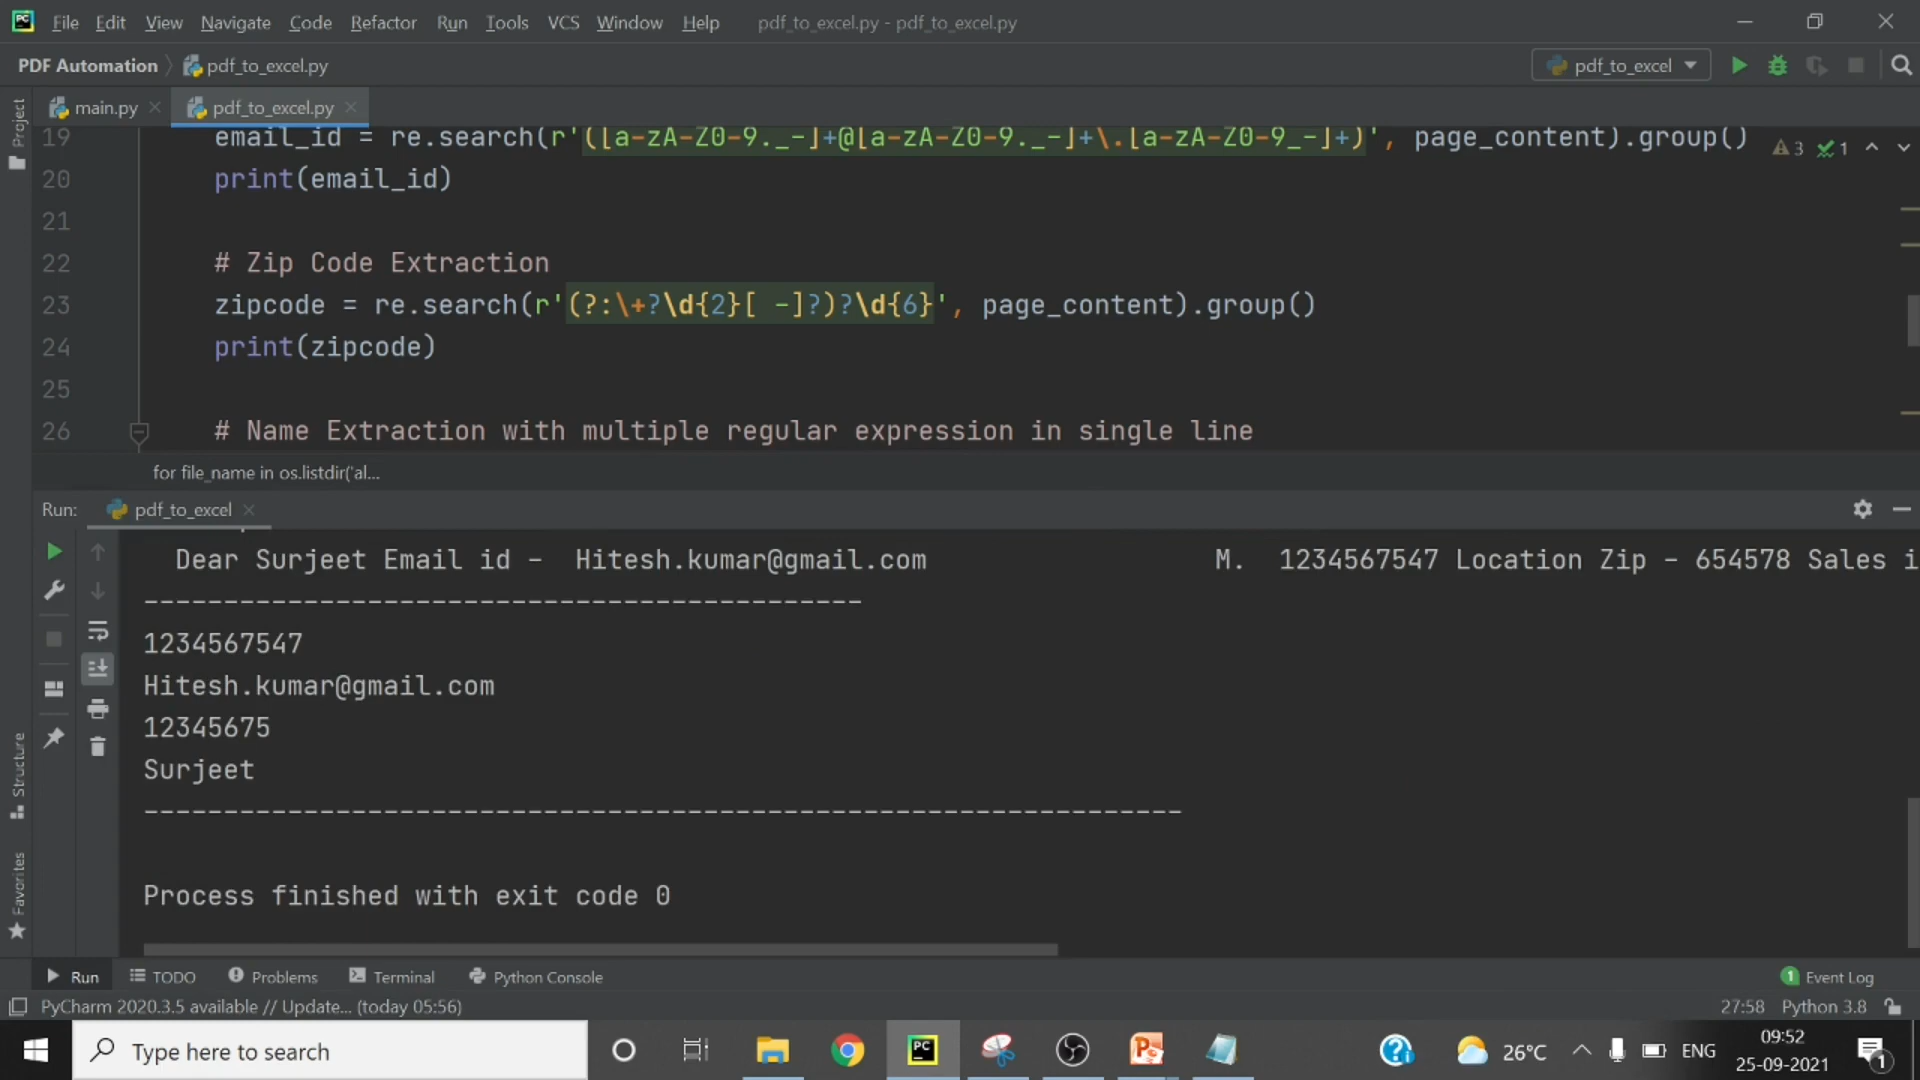 File Edit View Navigate Code Refactor Run Tools VCS Window Help pdf_to_excel.py - pdf_to_excel.py
PDF Automation pdf_to_excel.py pdf_to_excel
Project
main.py pdf_to_excel.py
19 email_id = re.search(r'([a-zA-Z0-9._-]+@[a-zA-Z0-9._-]+\.[a-zA-Z0-9_-]+)', page_content).group() 3 1
20 print(email_id)
21
22 # Zip Code Extraction
23 zipcode = re.search(r'(?:\+?\d{2}[ -]?)?\d{6}', page_content).group()
24 print(zipcode)
25
26 # Name Extraction with multiple regular expression in single line
for file_name in os.listdir('al...
Run: pdf_to_excel
Dear Surjeet Email id - Hitesh.kumar@gmail.com M. 1234567547 Location Zip - 654578 Sales i
---------------------------------------------
1234567547
Hitesh.kumar@gmail.com
12345675
Surjeet
-----------------------------------------------------------------
Process finished with exit code 0
Structure
Favorites
Run TODO Problems Terminal Python Console 1 Event Log
PyCharm 2020.3.5 available // Update... (today 05:56) 27:58 Python 3.8
Type here to search 26°C ENG 09:52
25-09-2021 1